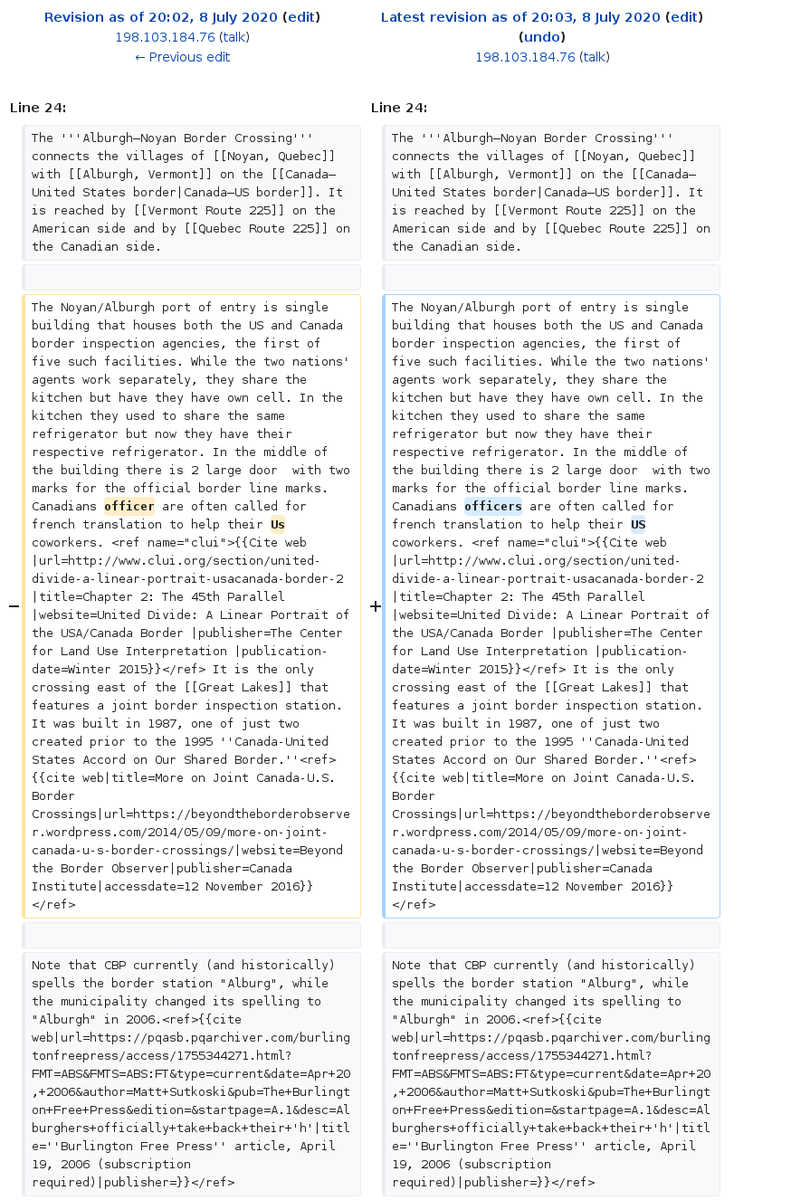 Revision as of 20:02, 8 July 2020 (edit)
198.103.184.76 (talk)
← Previous edit
Latest revision as of 20:03, 8 July 2020 (edit)
(undo)
198.103.184.76 (talk)
Line 24:
Line 24:
The '''Alburgh–Noyan Border Crossing'''
connects the villages of [[Noyan, Quebec]]
with [[Alburgh, Vermont]] on the [[Canada–
United States border|Canada–US border]]. It
is reached by [[Vermont Route 225]] on the
American side and by [[Quebec Route 225]] on
the Canadian side.
The '''Alburgh–Noyan Border Crossing'''
connects the villages of [[Noyan, Quebec]]
with [[Alburgh, Vermont]] on the [[Canada–
United States border|Canada–US border]]. It
is reached by [[Vermont Route 225]] on the
American side and by [[Quebec Route 225]] on
the Canadian side.
−
The Noyan/Alburgh port of entry is single
building that houses both the US and Canada
border inspection agencies, the first of
five such facilities. While the two nations'
agents work separately, they share the
kitchen but have they have own cell. In the
kitchen they used to share the same
refrigerator but now they have their
respective refrigerator. In the middle of
the building there is 2 large door  with two
marks for the official border line marks.
Canadians officer are often called for
french translation to help their Us
coworkers. <ref name="clui">{{Cite web
|url=http://www.clui.org/section/united-
divide-a-linear-portrait-usacanada-border-2
|title=Chapter 2: The 45th Parallel
|website=United Divide: A Linear Portrait of
the USA/Canada Border |publisher=The Center
for Land Use Interpretation |publication-
date=Winter 2015}}</ref> It is the only
crossing east of the [[Great Lakes]] that
features a joint border inspection station.
It was built in 1987, one of just two
created prior to the 1995 ''Canada-United
States Accord on Our Shared Border.''<ref>
{{cite web|title=More on Joint Canada-U.S.
Border
Crossings|url=https://beyondtheborderobserve
r.wordpress.com/2014/05/09/more-on-joint-
canada-u-s-border-crossings/|website=Beyond
the Border Observer|publisher=Canada
Institute|accessdate=12 November 2016}}
</ref>
+
The Noyan/Alburgh port of entry is single
building that houses both the US and Canada
border inspection agencies, the first of
five such facilities. While the two nations'
agents work separately, they share the
kitchen but have they have own cell. In the
kitchen they used to share the same
refrigerator but now they have their
respective refrigerator. In the middle of
the building there is 2 large door  with two
marks for the official border line marks.
Canadians officers are often called for
french translation to help their US
coworkers. <ref name="clui">{{Cite web
|url=http://www.clui.org/section/united-
divide-a-linear-portrait-usacanada-border-2
|title=Chapter 2: The 45th Parallel
|website=United Divide: A Linear Portrait of
the USA/Canada Border |publisher=The Center
for Land Use Interpretation |publication-
date=Winter 2015}}</ref> It is the only
crossing east of the [[Great Lakes]] that
features a joint border inspection station.
It was built in 1987, one of just two
created prior to the 1995 ''Canada-United
States Accord on Our Shared Border.''<ref>
{{cite web|title=More on Joint Canada-U.S.
Border
Crossings|url=https://beyondtheborderobserve
r.wordpress.com/2014/05/09/more-on-joint-
canada-u-s-border-crossings/|website=Beyond
the Border Observer|publisher=Canada
Institute|accessdate=12 November 2016}}
</ref>
Note that CBP currently (and historically)
spells the border station "Alburg", while
the municipality changed its spelling to
"Alburgh" in 2006.<ref>{{cite
web|url=https://pqasb.pqarchiver.com/burling
tonfreepress/access/1755344271.html?
FMT=ABS&FMTS=ABS:FT&type=current&date=Apr+20
,+2006&author=Matt+Sutkoski&pub=The+Burlingt
on+Free+Press&edition=&startpage=A.1&desc=Al
burghers+officially+take+back+their+'h'|titl
e=''Burlington Free Press'' article, April
19, 2006 (subscription
required)|publisher=}}</ref>
Note that CBP currently (and historically)
spells the border station "Alburg", while
the municipality changed its spelling to
"Alburgh" in 2006.<ref>{{cite
web|url=https://pqasb.pqarchiver.com/burling
tonfreepress/access/1755344271.html?
FMT=ABS&FMTS=ABS:FT&type=current&date=Apr+20
,+2006&author=Matt+Sutkoski&pub=The+Burlingt
on+Free+Press&edition=&startpage=A.1&desc=Al
burghers+officially+take+back+their+'h'|titl
e=''Burlington Free Press'' article, April
19, 2006 (subscription
required)|publisher=}}</ref>